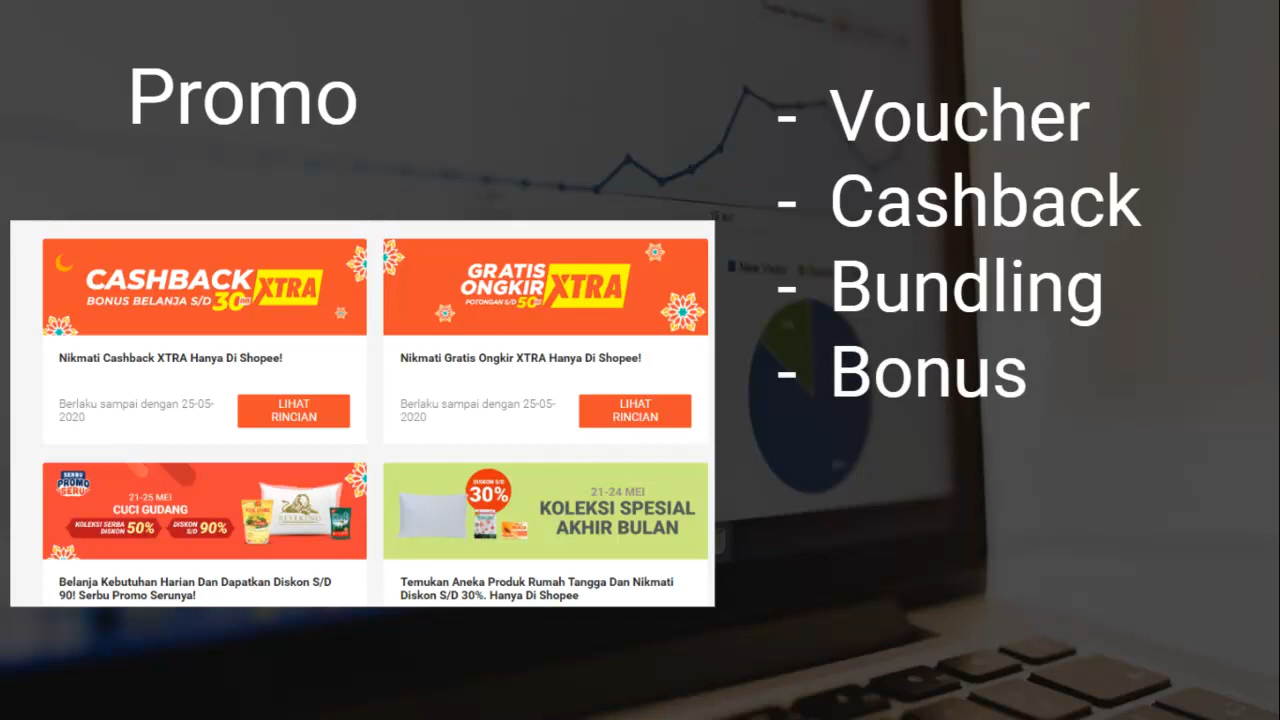 Promo
- Voucher
- Cashback
- Bundling
- Bonus
CASHBACK XTRA
BONUS BELANJA S/D 30RB
Nikmati Cashback XTRA Hanya Di Shopee!
Berlaku sampai dengan 25-05-
2020
LIHAT
RINCIAN
GRATIS
ONGKIR XTRA
POTONGAN S/D 50RB
Nikmati Gratis Ongkir XTRA Hanya Di Shopee!
Berlaku sampai dengan 25-05-
2020
LIHAT
RINCIAN
SERBU
PROMO
SERU
21-25 MEI
CUCI GUDANG
KOLEKSI SERBA
DISKON 50%
DISKON
S/D 90%
Belanja Kebutuhan Harian Dan Dapatkan Diskon S/D
90! Serbu Promo Serunya!
DISKON S/D
30%
21-24 MEI
KOLEKSI SPESIAL
AKHIR BULAN
Temukan Aneka Produk Rumah Tangga Dan Nikmati
Diskon S/D 30%. Hanya Di Shopee
New Visito